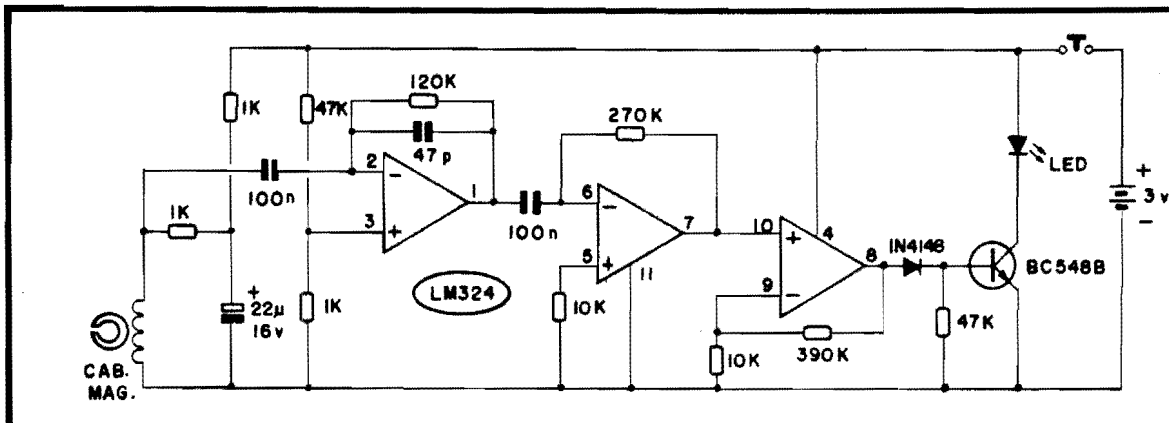 T
1K
47K
120K
47p
270K
2
-
100n
1
6
-
LED
+
3v
-
1K
3
+
100n
7
10
+
4
8
1N4148
BC548B
5
+
11
9
-
LM324
+
22µ
16v
1K
10K
47K
10K
390K
CAB.
MAG.